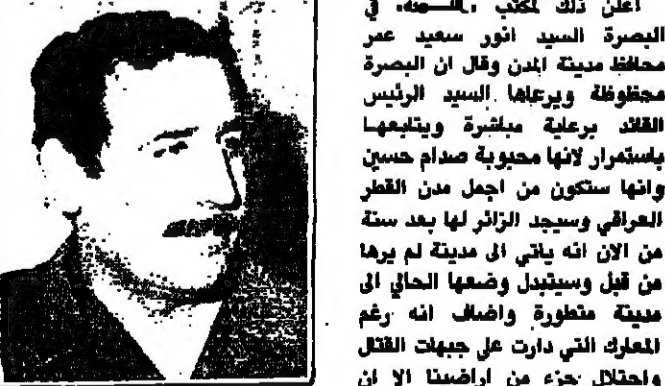 اعلن ذلك لمكتب «القبس» في
البصرة السيد انور سعيد عمر
محافظ مدينة المدن وقال ان البصرة
محظوظة ويرعاها السيد الرئيس
القائد برعاية مباشرة ويتابعها
باستمرار لانها محبوبة صدام حسين
وانها ستكون من اجمل مدن القطر
العراقي وسيجد الزائر لها بعد سنة
من الان انه ياتي الى مدينة لم يرها
من قبل وسيتبدل وضعها الحالي الى
مدينة متطورة واضاف انه رغم
المعارك التي دارت على جبهات القتال
واحتلال جزء من اراضينا الا ان